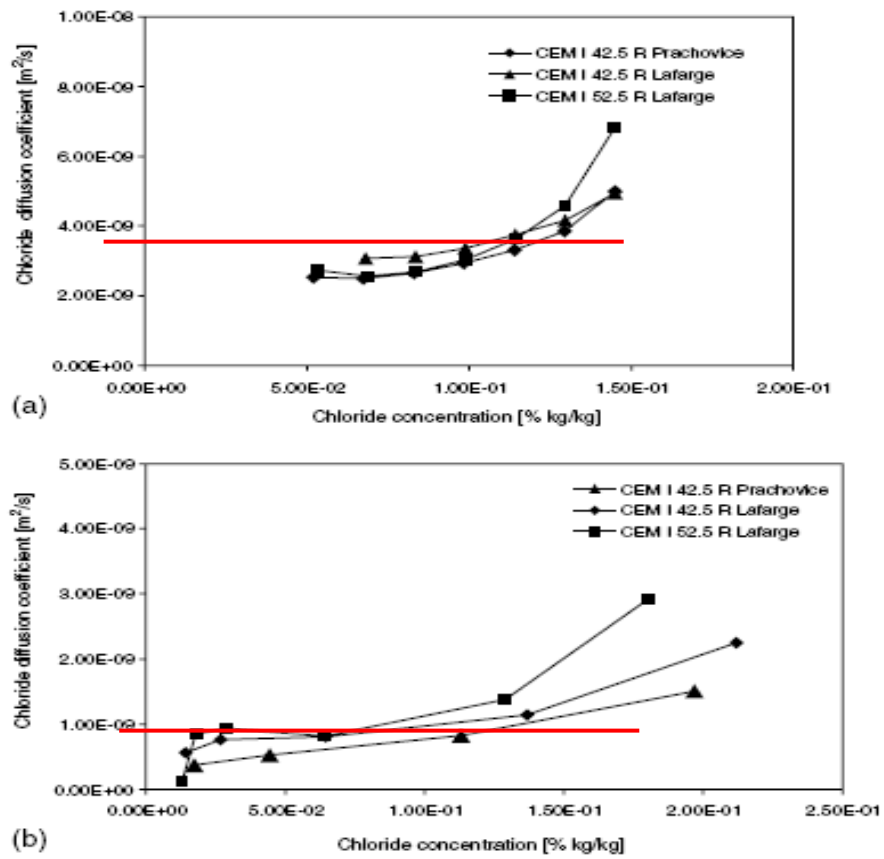 1.00E-08
8.00E-09
6.00E-09
4.00E-09
2.00E-09
0.00E+00
Chloride diffusion coefficient [m²/s]
CEM I 42.5 R Prachovice
CEM I 42.5 R Lafarge
CEM I 52.5 R Lafarge
0.00E+00 5.00E-02 1.00E-01 1.50E-01 2.00E-01
Chloride concentration [% kg/kg]
(a)
5.00E-09
4.00E-09
3.00E-09
2.00E-09
1.00E-09
0.00E+00
Chloride diffusion coefficient [m²/s]
CEM I 42.5 R Prachovice
CEM I 42.5 R Lafarge
CEM I 52.5 R Lafarge
0.00E+00 5.00E-02 1.00E-01 1.50E-01 2.00E-01 2.50E-01
Chloride concentration [% kg/kg]
(b)